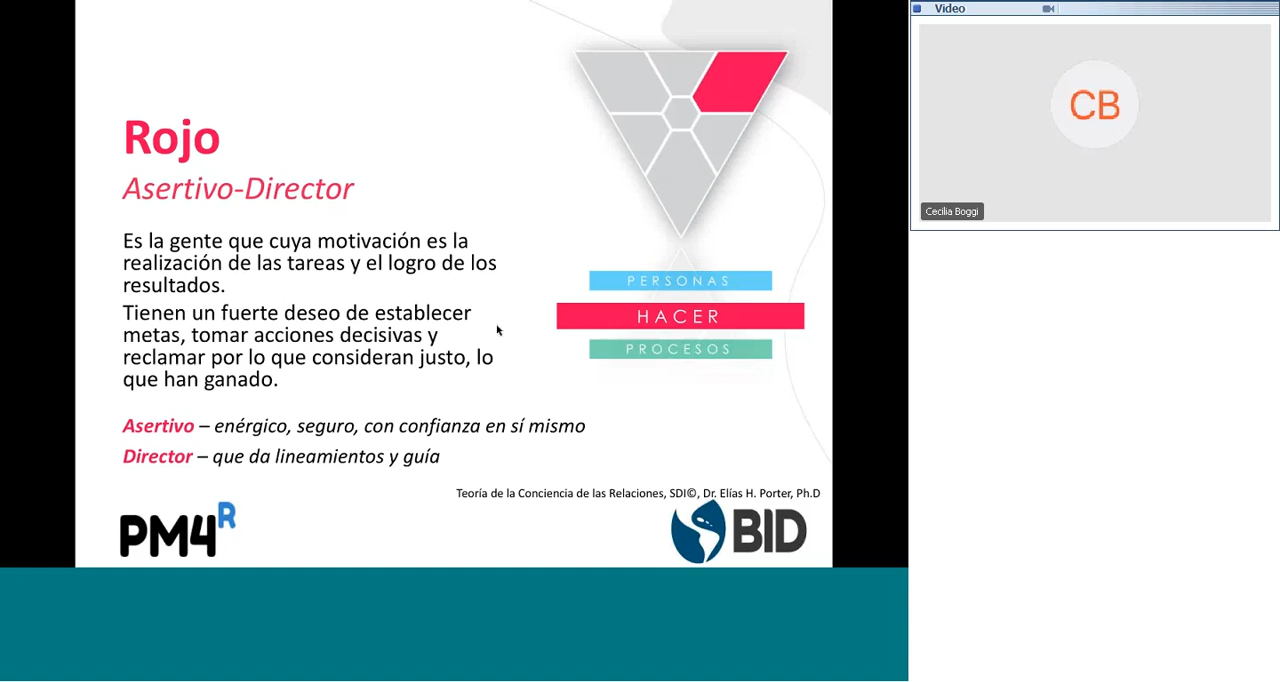 Rojo
Asertivo-Director
Es la gente que cuya motivación es la
realización de las tareas y el logro de los
resultados.
Tienen un fuerte deseo de establecer
metas, tomar acciones decisivas y
reclamar por lo que consideran justo, lo
que han ganado.
Asertivo – enérgico, seguro, con confianza en sí mismo
Director – que da lineamientos y guía
PERSONAS
HACER
PROCESOS
Teoría de la Conciencia de las Relaciones, SDI©, Dr. Elías H. Porter, Ph.D
PM4R
BID
Video
CB
Cecilia Boggi